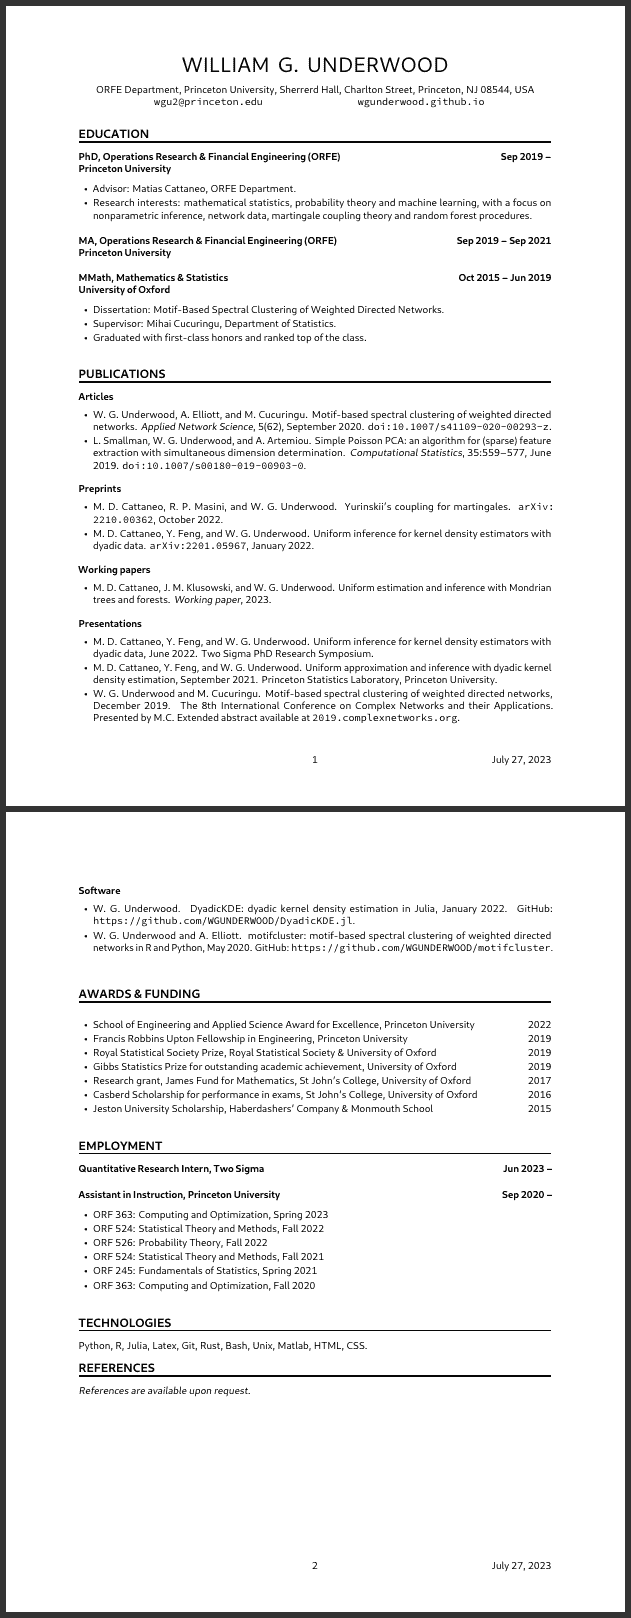 WILLIAM G. UNDERWOOD
ORFE Department, Princeton University, Sherrerd Hall, Charlton Street, Princeton, NJ 08544, USA
wgu2@princeton.edu wgunderwood.github.io
EDUCATION
PhD, Operations Research & Financial Engineering (ORFE) Sep 2019 –
Princeton University
• Advisor: Matias Cattaneo, ORFE Department.
• Research interests: mathematical statistics, probability theory and machine learning, with a focus on
nonparametric inference, network data, martingale coupling theory and random forest procedures.
MA, Operations Research & Financial Engineering (ORFE) Sep 2019 – Sep 2021
Princeton University
MMath, Mathematics & Statistics Oct 2015 – Jun 2019
University of Oxford
• Dissertation: Motif-Based Spectral Clustering of Weighted Directed Networks.
• Supervisor: Mihai Cucuringu, Department of Statistics.
• Graduated with first-class honors and ranked top of the class.
PUBLICATIONS
Articles
• W. G. Underwood, A. Elliott, and M. Cucuringu. Motif-based spectral clustering of weighted directed
networks. Applied Network Science, 5(62), September 2020. doi:10.1007/s41109-020-00293-z.
• L. Smallman, W. G. Underwood, and A. Artemiou. Simple Poisson PCA: an algorithm for (sparse) feature
extraction with simultaneous dimension determination. Computational Statistics, 35:559–577, June
2019. doi:10.1007/s00180-019-00903-0.
Preprints
• M. D. Cattaneo, R. P. Masini, and W. G. Underwood. Yurinskii's coupling for martingales. arXiv:
2210.00362, October 2022.
• M. D. Cattaneo, Y. Feng, and W. G. Underwood. Uniform inference for kernel density estimators with
dyadic data. arXiv:2201.05967, January 2022.
Working papers
• M. D. Cattaneo, J. M. Klusowski, and W. G. Underwood. Uniform estimation and inference with Mondrian
trees and forests. Working paper, 2023.
Presentations
• M. D. Cattaneo, Y. Feng, and W. G. Underwood. Uniform inference for kernel density estimators with
dyadic data, June 2022. Two Sigma PhD Research Symposium.
• M. D. Cattaneo, Y. Feng, and W. G. Underwood. Uniform approximation and inference with dyadic kernel
density estimation, September 2021. Princeton Statistics Laboratory, Princeton University.
• W. G. Underwood and M. Cucuringu. Motif-based spectral clustering of weighted directed networks,
December 2019. The 8th International Conference on Complex Networks and their Applications.
Presented by M.C. Extended abstract available at 2019.complexnetworks.org.
1 July 27, 2023
Software
• W. G. Underwood. DyadicKDE: dyadic kernel density estimation in Julia, January 2022. GitHub:
https://github.com/WGUNDERWOOD/DyadicKDE.jl.
• W. G. Underwood and A. Elliott. motifcluster: motif-based spectral clustering of weighted directed
networks in R and Python, May 2020. GitHub: https://github.com/WGUNDERWOOD/motifcluster.
AWARDS & FUNDING
• School of Engineering and Applied Science Award for Excellence, Princeton University 2022
• Francis Robbins Upton Fellowship in Engineering, Princeton University 2019
• Royal Statistical Society Prize, Royal Statistical Society & University of Oxford 2019
• Gibbs Statistics Prize for outstanding academic achievement, University of Oxford 2019
• Research grant, James Fund for Mathematics, St John's College, University of Oxford 2017
• Casberd Scholarship for performance in exams, St John's College, University of Oxford 2016
• Jeston University Scholarship, Haberdashers' Company & Monmouth School 2015
EMPLOYMENT
Quantitative Research Intern, Two Sigma Jun 2023 –
Assistant in Instruction, Princeton University Sep 2020 –
• ORF 363: Computing and Optimization, Spring 2023
• ORF 524: Statistical Theory and Methods, Fall 2022
• ORF 526: Probability Theory, Fall 2022
• ORF 524: Statistical Theory and Methods, Fall 2021
• ORF 245: Fundamentals of Statistics, Spring 2021
• ORF 363: Computing and Optimization, Fall 2020
TECHNOLOGIES
Python, R, Julia, Latex, Git, Rust, Bash, Unix, Matlab, HTML, CSS.
REFERENCES
References are available upon request.
2 July 27, 2023